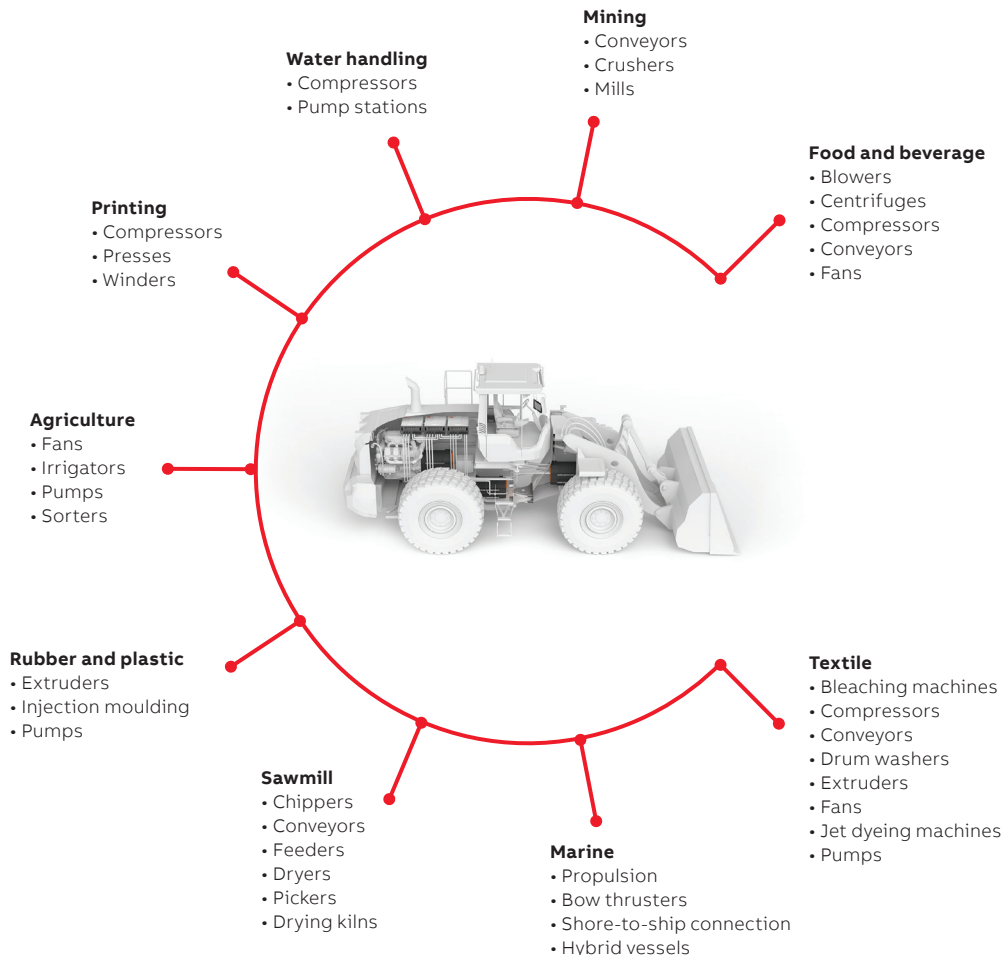 Mining
• Conveyors
• Crushers
• Mills
Water handling
• Compressors
• Pump stations
Food and beverage
• Blowers
• Centrifuges
• Compressors
• Conveyors
• Fans
Printing
• Compressors
• Presses
• Winders
Agriculture
• Fans
• Irrigators
• Pumps
• Sorters
Rubber and plastic
• Extruders
• Injection moulding
• Pumps
Textile
• Bleaching machines
• Compressors
• Conveyors
• Drum washers
• Extruders
• Fans
• Jet dyeing machines
• Pumps
Sawmill
• Chippers
• Conveyors
• Feeders
• Dryers
• Pickers
• Drying kilns
Marine
• Propulsion
• Bow thrusters
• Shore-to-ship connection
• Hybrid vessels